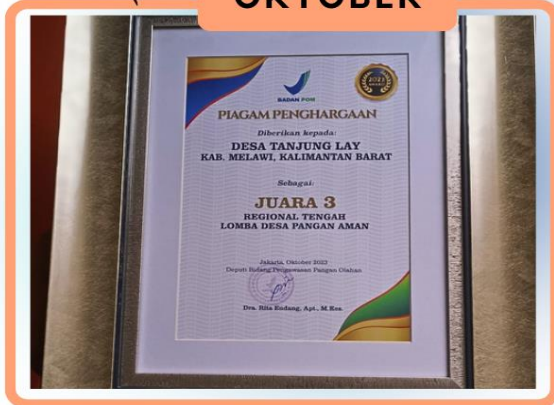 OKTOBER
BADAN POM
2023
PIAGAM PENGHARGAAN
Diberikan kepada:
DESA TANJUNG LAY
KAB. MELAWI, KALIMANTAN BARAT
Sebagai:
JUARA 3
REGIONAL TENGAH
LOMBA DESA PANGAN AMAN
Jakarta, Oktober 2023
Deputi Bidang Pengawasan Pangan Olahan
Dra. Rita Endang, Apt., M.Kes.